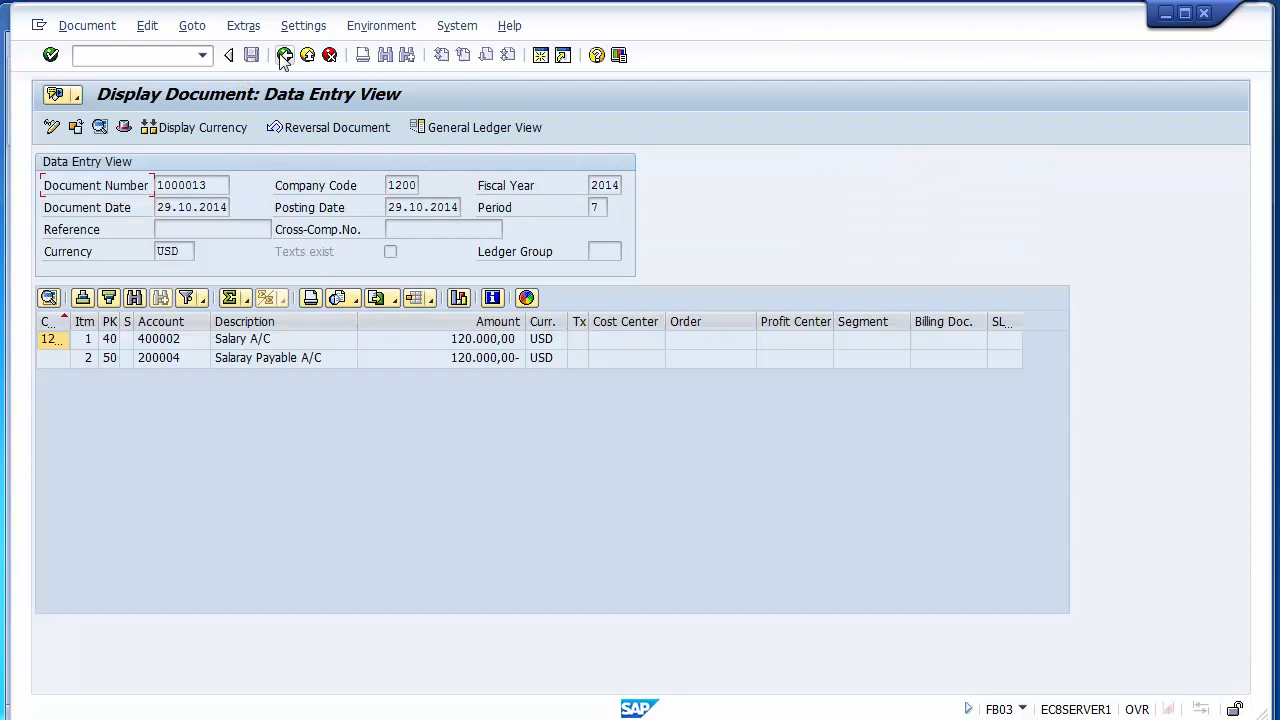 Document Edit Goto Extras Settings Environment System Help
Display Document: Data Entry View
Display Currency Reversal Document General Ledger View
Data Entry View
Document Number 1000013 Company Code 1200 Fiscal Year 2014
Document Date 29.10.2014 Posting Date 29.10.2014 Period 7
Reference Cross-Comp.No.
Currency USD Texts exist Ledger Group
C.. Itm PK S Account Description Amount Curr. Tx Cost Center Order Profit Center Segment Billing Doc. SL..
12... 1 40 400002 Salary A/C 120.000,00 USD
2 50 200004 Salaray Payable A/C 120.000,00- USD
SAP FB03 EC8SERVER1 OVR